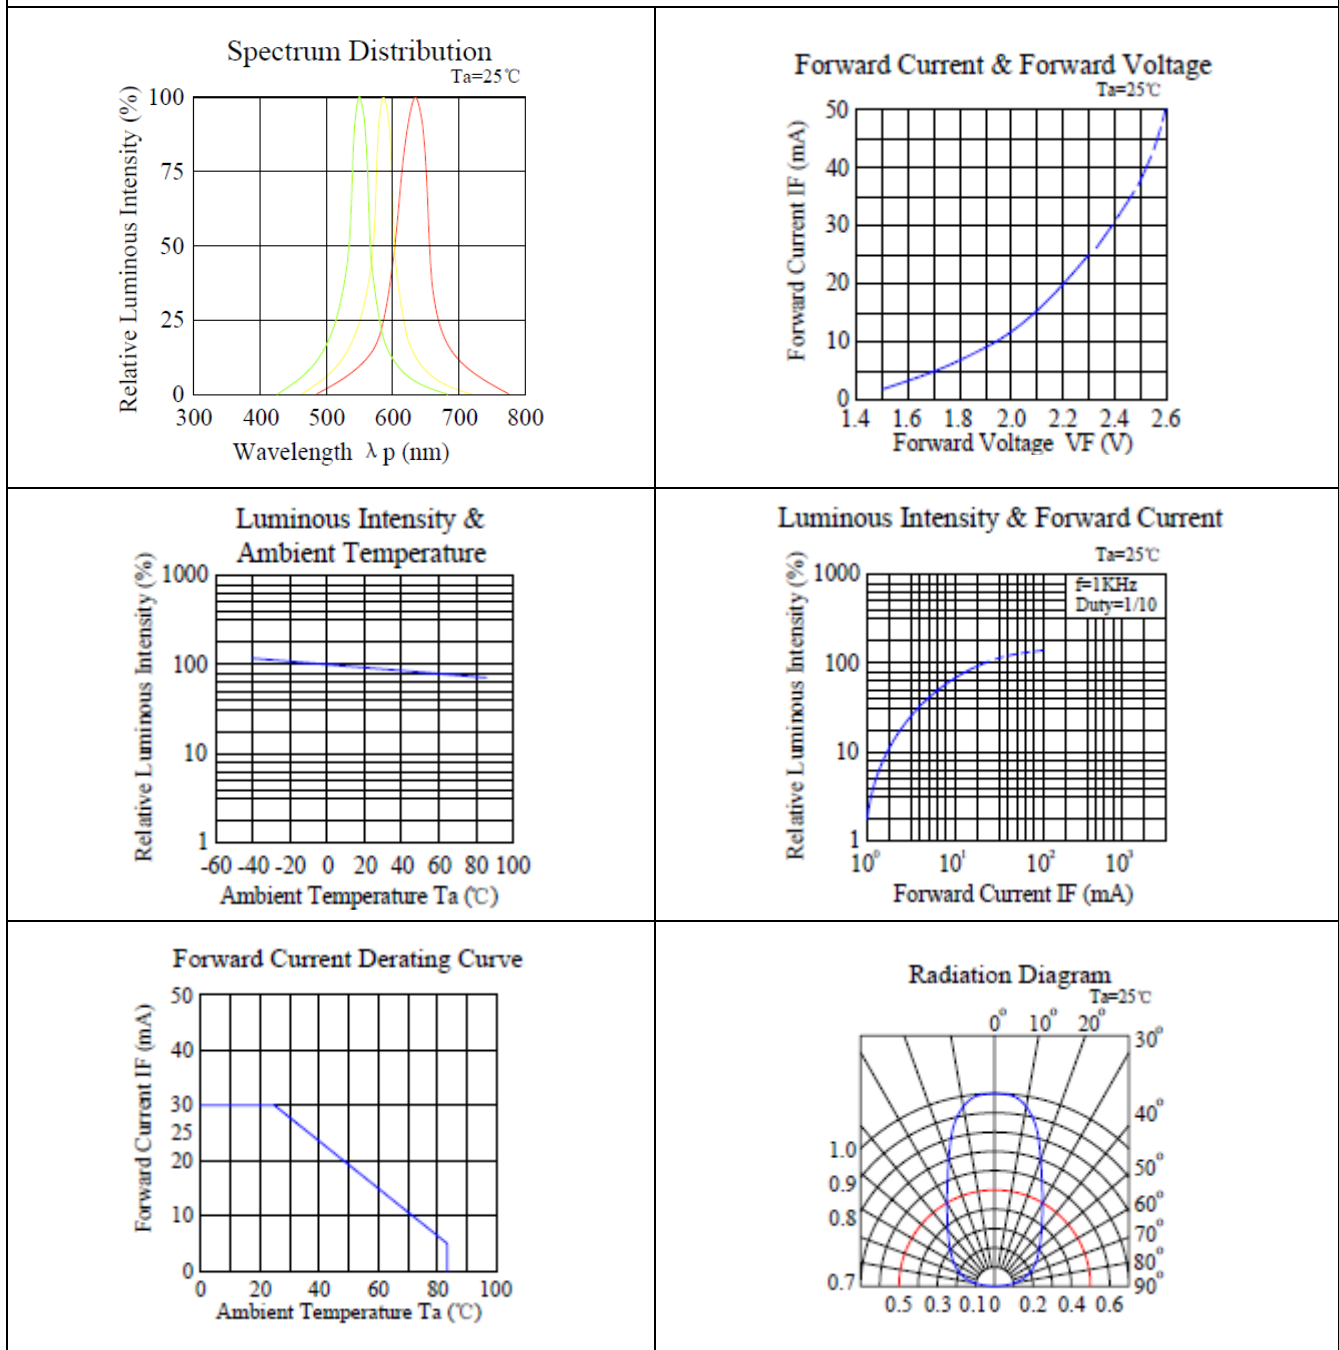 Spectrum Distribution
Ta=25℃
Relative Luminous Intensity (%)
100
75
50
25
0
300 400 500 600 700 800
Wavelength λ p (nm)
Forward Current & Forward Voltage
Ta=25℃
Forward Current IF (mA)
50
40
30
20
10
0
1.4 1.6 1.8 2.0 2.2 2.4 2.6
Forward Voltage VF (V)
Luminous Intensity &
Ambient Temperature
Relative Luminous Intensity (%)
1000
100
10
1
-60 -40 -20 0 20 40 60 80 100
Ambient Temperature Ta (℃)
Luminous Intensity & Forward Current
Ta=25℃
f=1KHz
Duty=1/10
Relative Luminous Intensity (%)
1000
100
10
1
10⁰ 10¹ 10² 10³
Forward Current IF (mA)
Forward Current Derating Curve
Forward Current IF (mA)
50
40
30
25
20
10
0
0 20 40 60 80 100
Ambient Temperature Ta (℃)
Radiation Diagram
Ta=25℃
0° 10° 20°
30°
40°
50°
60°
70°
80°
90°
1.0
0.9
0.8
0.7
0.5 0.3 0.1 0 0.2 0.4 0.6